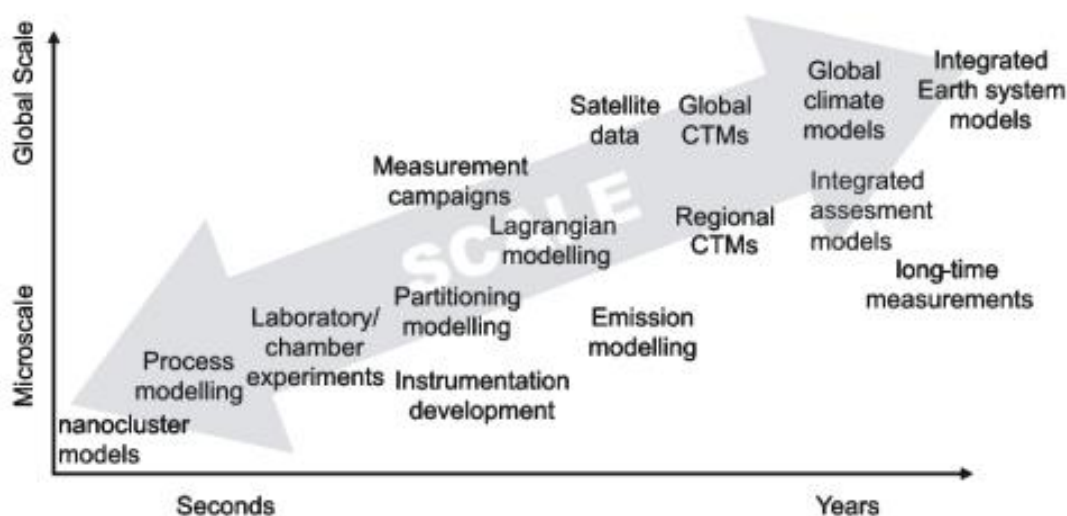 Global Scale
Microscale
Integrated
Earth system
models
Global
climate
models
Satellite
data
Global
CTMs
Measurement
campaigns
Integrated
assesment
models
Lagrangian
modelling
Regional
CTMs
SCALE
long-time
measurements
Partitioning
modelling
Laboratory/
chamber
experiments
Emission
modelling
Process
modelling
Instrumentation
development
nanocluster
models
Seconds
Years